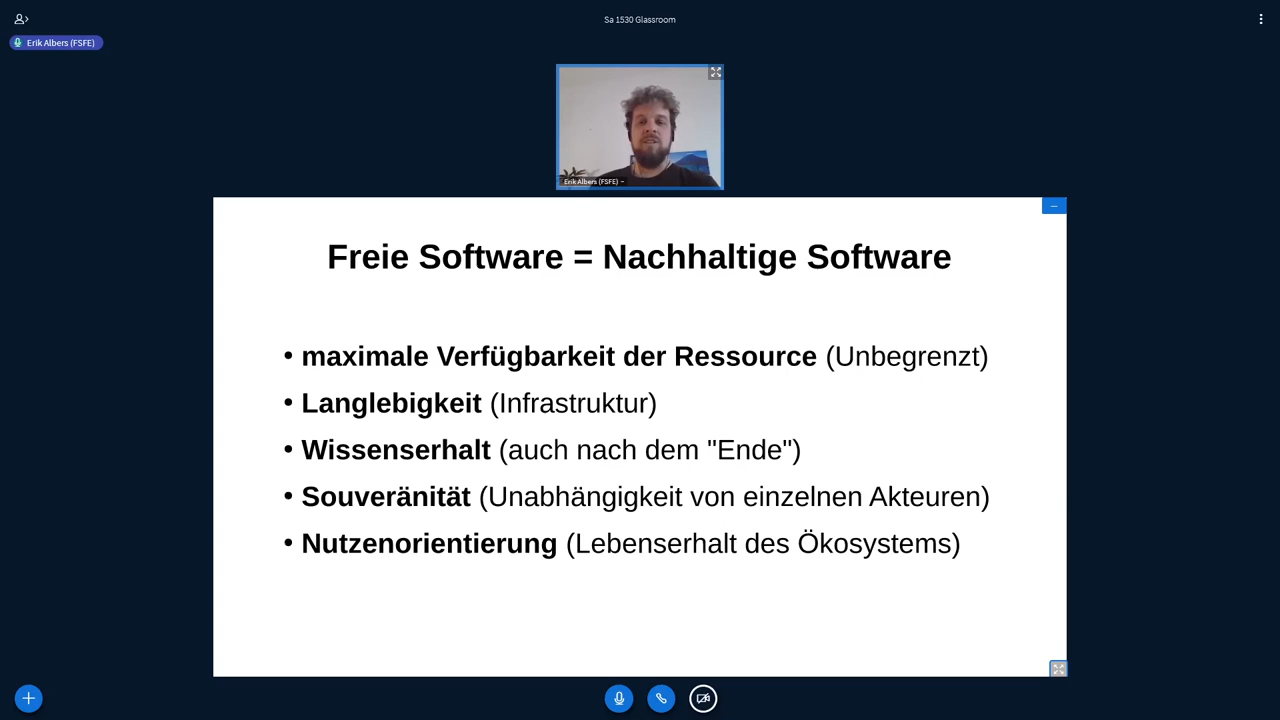 Sa 1530 Glassroom
Erik Albers (FSFE)
Erik Albers (FSFE)
Freie Software = Nachhaltige Software
• maximale Verfügbarkeit der Ressource (Unbegrenzt)
• Langlebigkeit (Infrastruktur)
• Wissenserhalt (auch nach dem "Ende")
• Souveränität (Unabhängigkeit von einzelnen Akteuren)
• Nutzenorientierung (Lebenserhalt des Ökosystems)